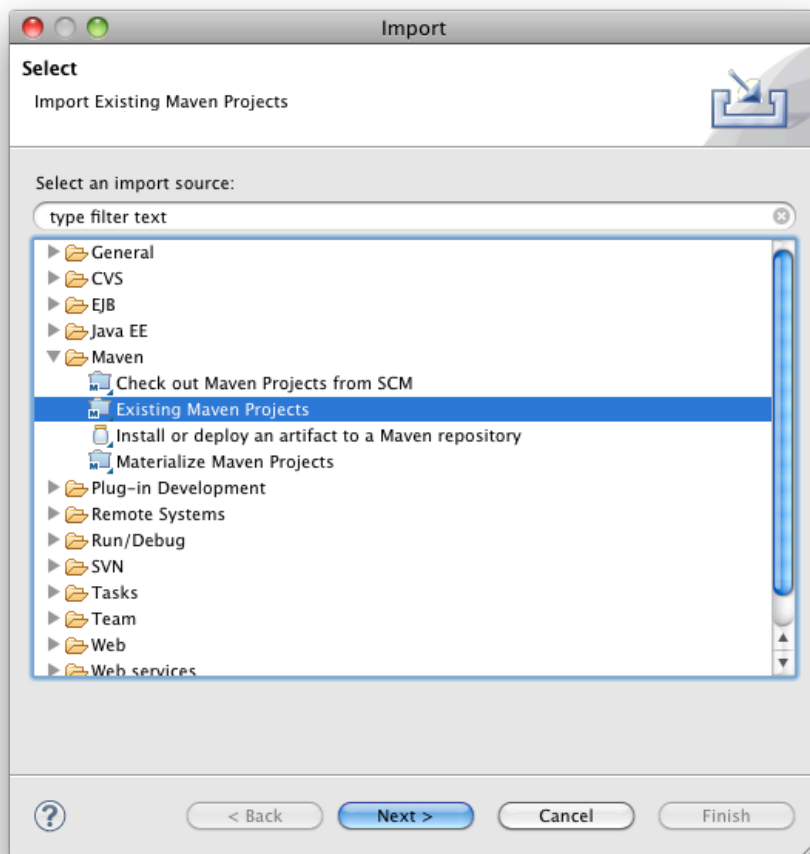 Import
Select
Import Existing Maven Projects
Select an import source:
type filter text
General
CVS
EJB
Java EE
Maven
Check out Maven Projects from SCM
Existing Maven Projects
Install or deploy an artifact to a Maven repository
Materialize Maven Projects
Plug-in Development
Remote Systems
Run/Debug
SVN
Tasks
Team
Web
Web services
? < Back Next > Cancel Finish